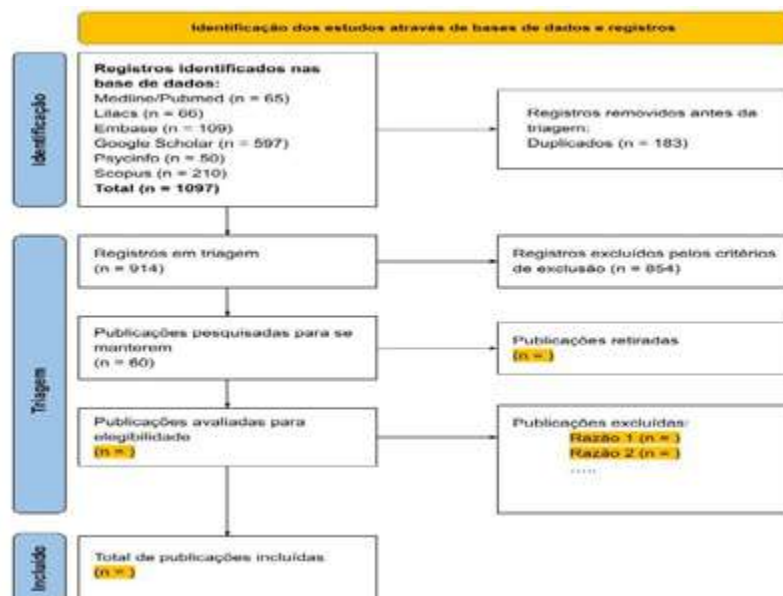 Identificação dos estudos através de bases de dados e registros
Identificação
Registros identificados nas
base de dados:
Medline/Pubmed (n = 65)
Lilacs (n = 66)
Embase (n = 109)
Google Scholar (n = 597)
Psycinfo (n = 50)
Scopus (n = 210)
Total (n = 1097)
Registros removidos antes da
triagem:
Duplicados (n = 183)
Triagem
Registros em triagem
(n = 914)
Registros excluídos pelos critérios
de exclusão (n = 854)
Publicações pesquisadas para se
manterem
(n = 60)
Publicações retiradas
(n = )
Publicações avaliadas para
elegibilidade
(n = )
Publicações excluídas:
Razão 1 (n = )
Razão 2 (n = )
.....
Incluído
Total de publicações incluídas
(n = )